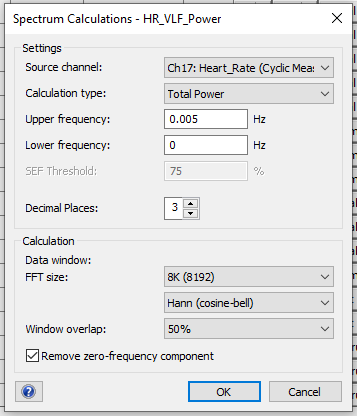 Spectrum Calculations - HR_VLF_Power
Settings
Source channel: Ch17: Heart_Rate (Cyclic Meas
Calculation type: Total Power
Upper frequency: 0.005 Hz
Lower frequency: 0 Hz
SEF Threshold: 75 %
Decimal Places: 3
Calculation
Data window:
FFT size: 8K (8192)
Hann (cosine-bell)
Window overlap: 50%
Remove zero-frequency component
OK Cancel